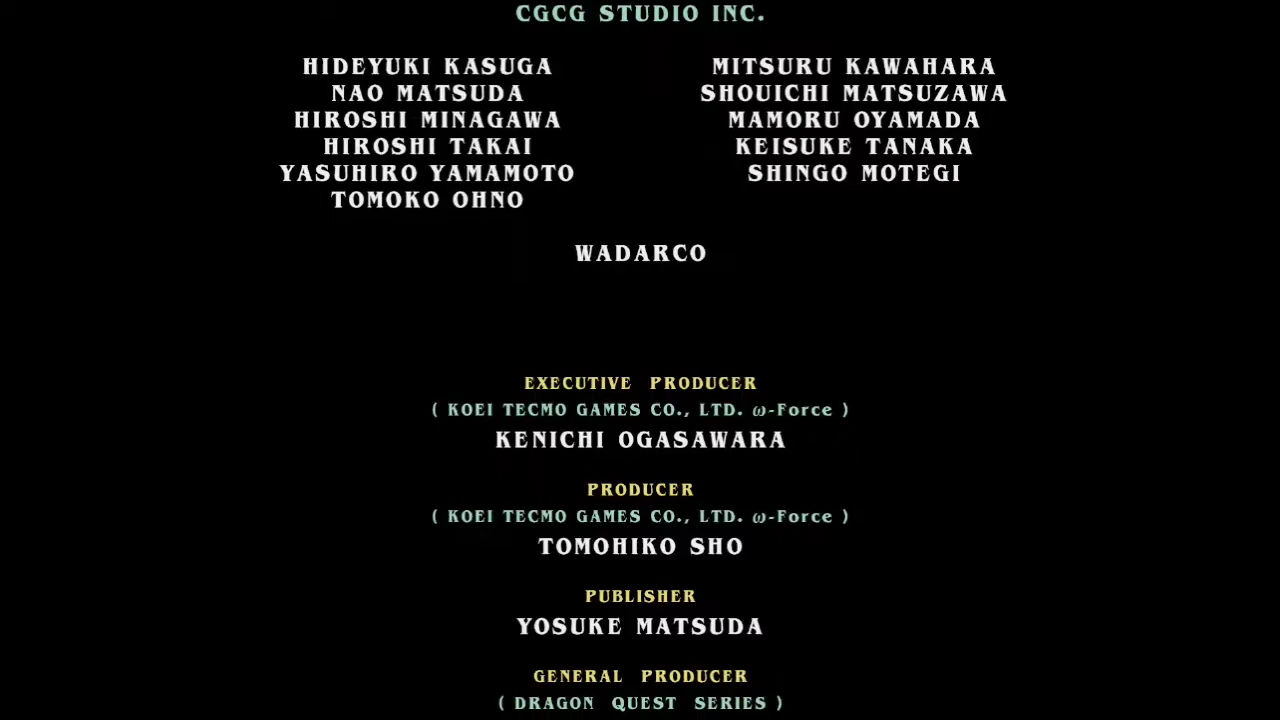 CGCG STUDIO INC.
HIDEYUKI KASUGA MITSURU KAWAHARA
NAO MATSUDA SHOUICHI MATSUZAWA
HIROSHI MINAGAWA MAMORU OYAMADA
HIROSHI TAKAI KEISUKE TANAKA
YASUHIRO YAMAMOTO SHINGO MOTEGI
TOMOKO OHNO
WADARCO
EXECUTIVE PRODUCER
( KOEI TECMO GAMES CO., LTD. ω-Force )
KENICHI OGASAWARA
PRODUCER
( KOEI TECMO GAMES CO., LTD. ω-Force )
TOMOHIKO SHO
PUBLISHER
YOSUKE MATSUDA
GENERAL PRODUCER
( DRAGON QUEST SERIES )